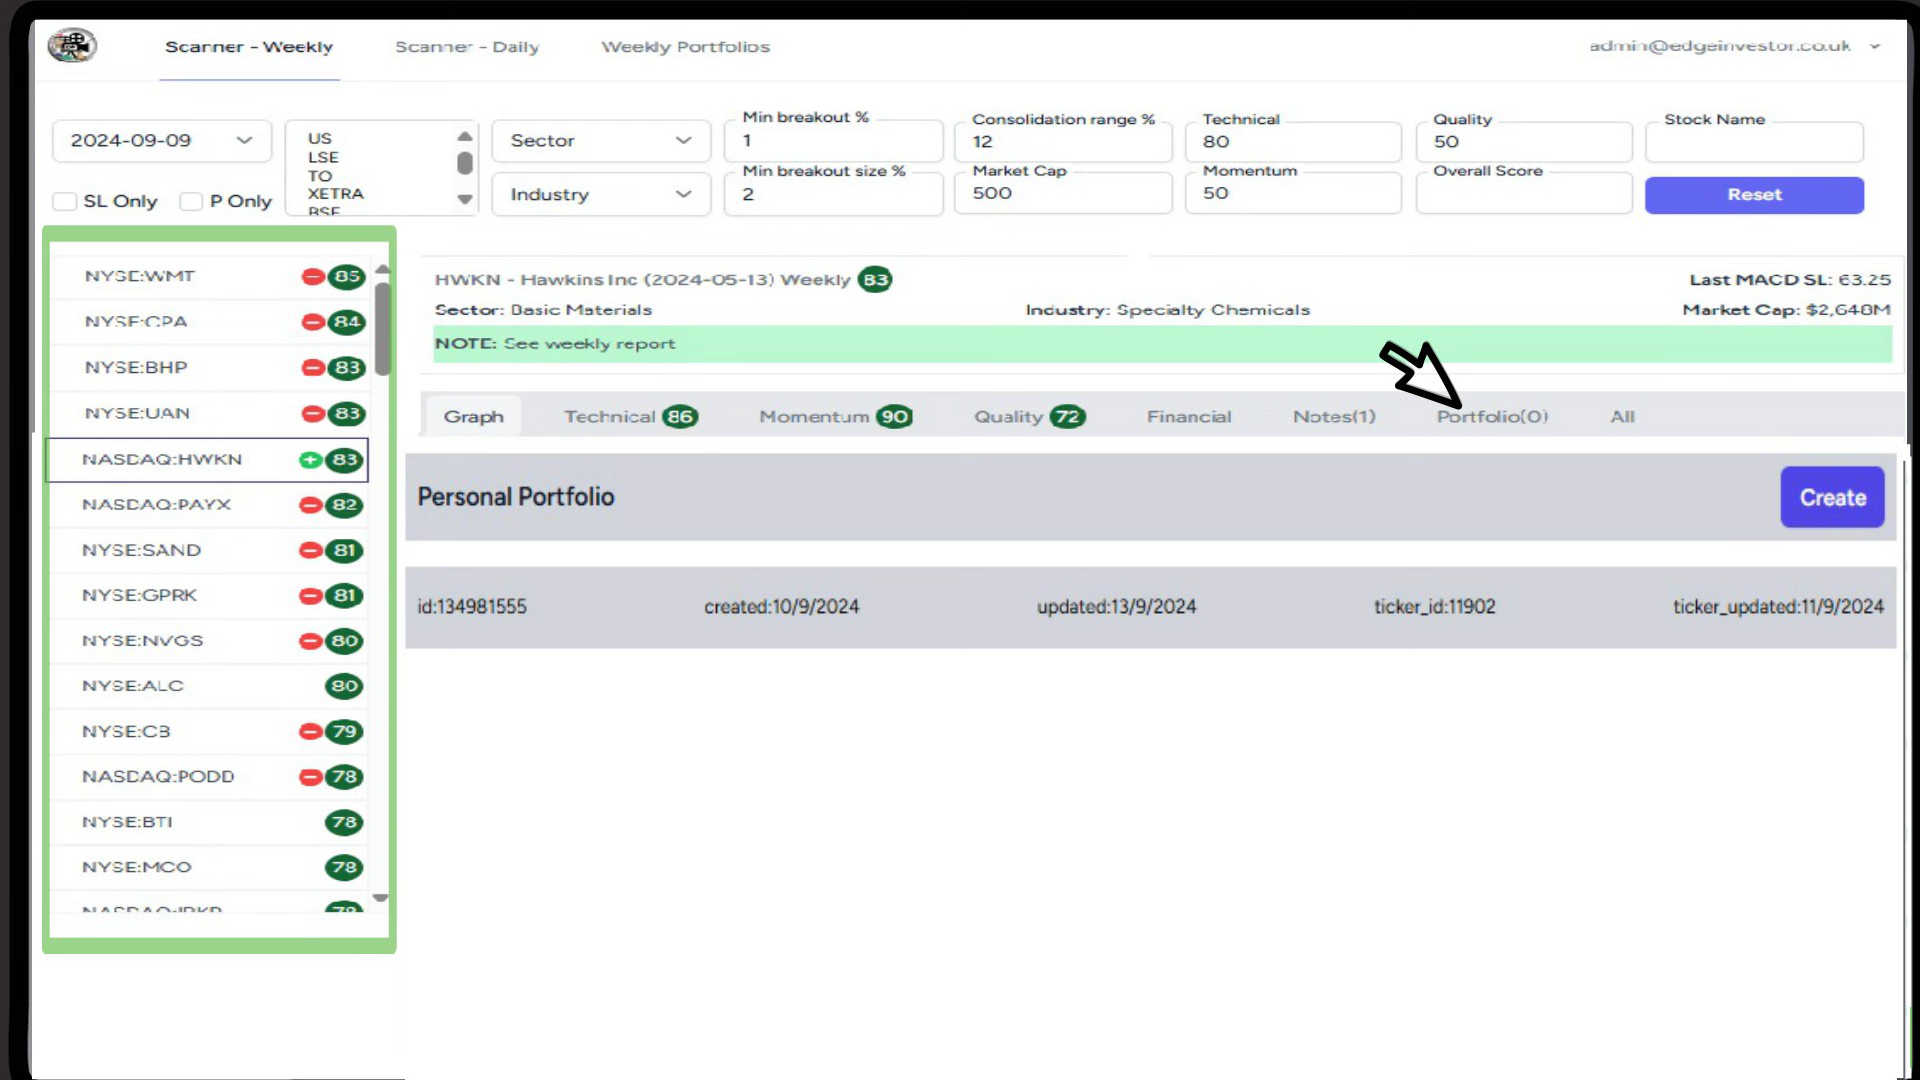 Scanner - Weekly
Scanner - Daily
Weekly Portfolios
admin@edgeinvestor.co.uk
2024-09-09
SL Only
P Only
US
LSE
TO
XETRA
BSE
Sector
Industry
Min breakout %
1
Min breakout size %
2
Consolidation range %
12
Market Cap
500
Technical
80
Momentum
50
Quality
50
Overall Score
Stock Name
Reset
NYSE:WMT 85
NYSE:CPA 84
NYSE:BHP 83
NYSE:UAN 83
NASDAQ:HWKN 83
NASDAQ:PAYX 82
NYSE:SAND 81
NYSE:GPRK 81
NYSE:NVGS 80
NYSE:ALC 80
NYSE:CB 79
NASDAQ:PODD 78
NYSE:BTI 78
NYSE:MCO 78
HWKN - Hawkins Inc (2024-05-13) Weekly 83
Last MACD SL: 63.25
Sector: Basic Materials
Industry: Specialty Chemicals
Market Cap: $2,648M
NOTE: See weekly report
Graph
Technical 86
Momentum 90
Quality 72
Financial
Notes(1)
Portfolio(0)
All
Personal Portfolio
Create
id:134981555
created:10/9/2024
updated:13/9/2024
ticker_id:11902
ticker_updated:11/9/2024